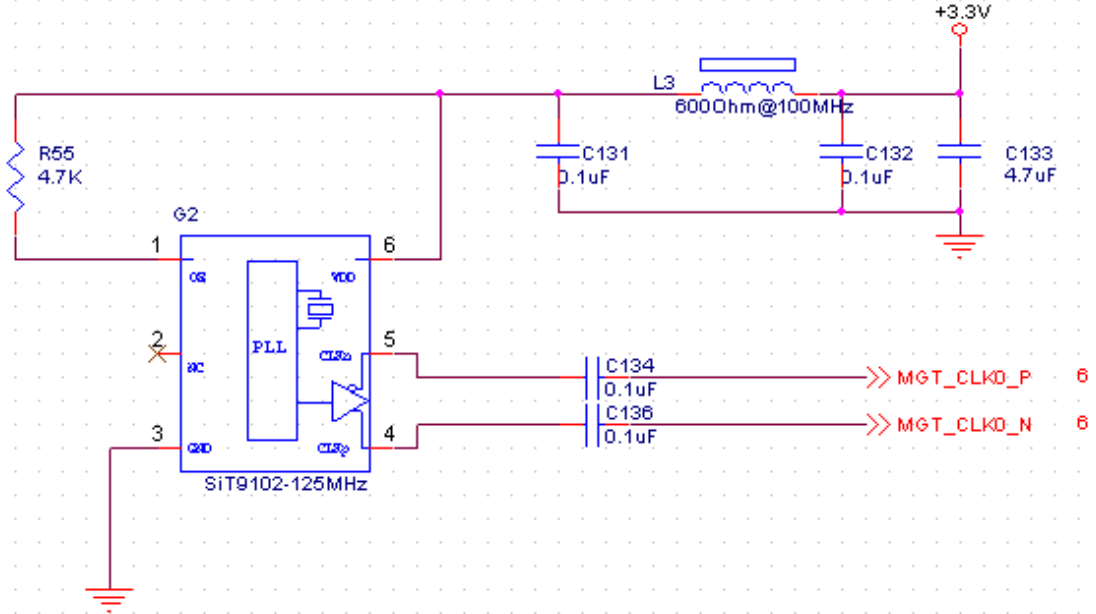 +3.3V
L3
600Ohm@100MHz
R55
4.7K
C131
0.1uF
C132
0.1uF
C133
4.7uF
G2
1
6
OE
VDD
2
5
NC
PLL
CLKn
3
4
GND
CLKp
SiT9102-125MHz
C134
0.1uF
MGT_CLK0_P 6
C136
0.1uF
MGT_CLK0_N 6